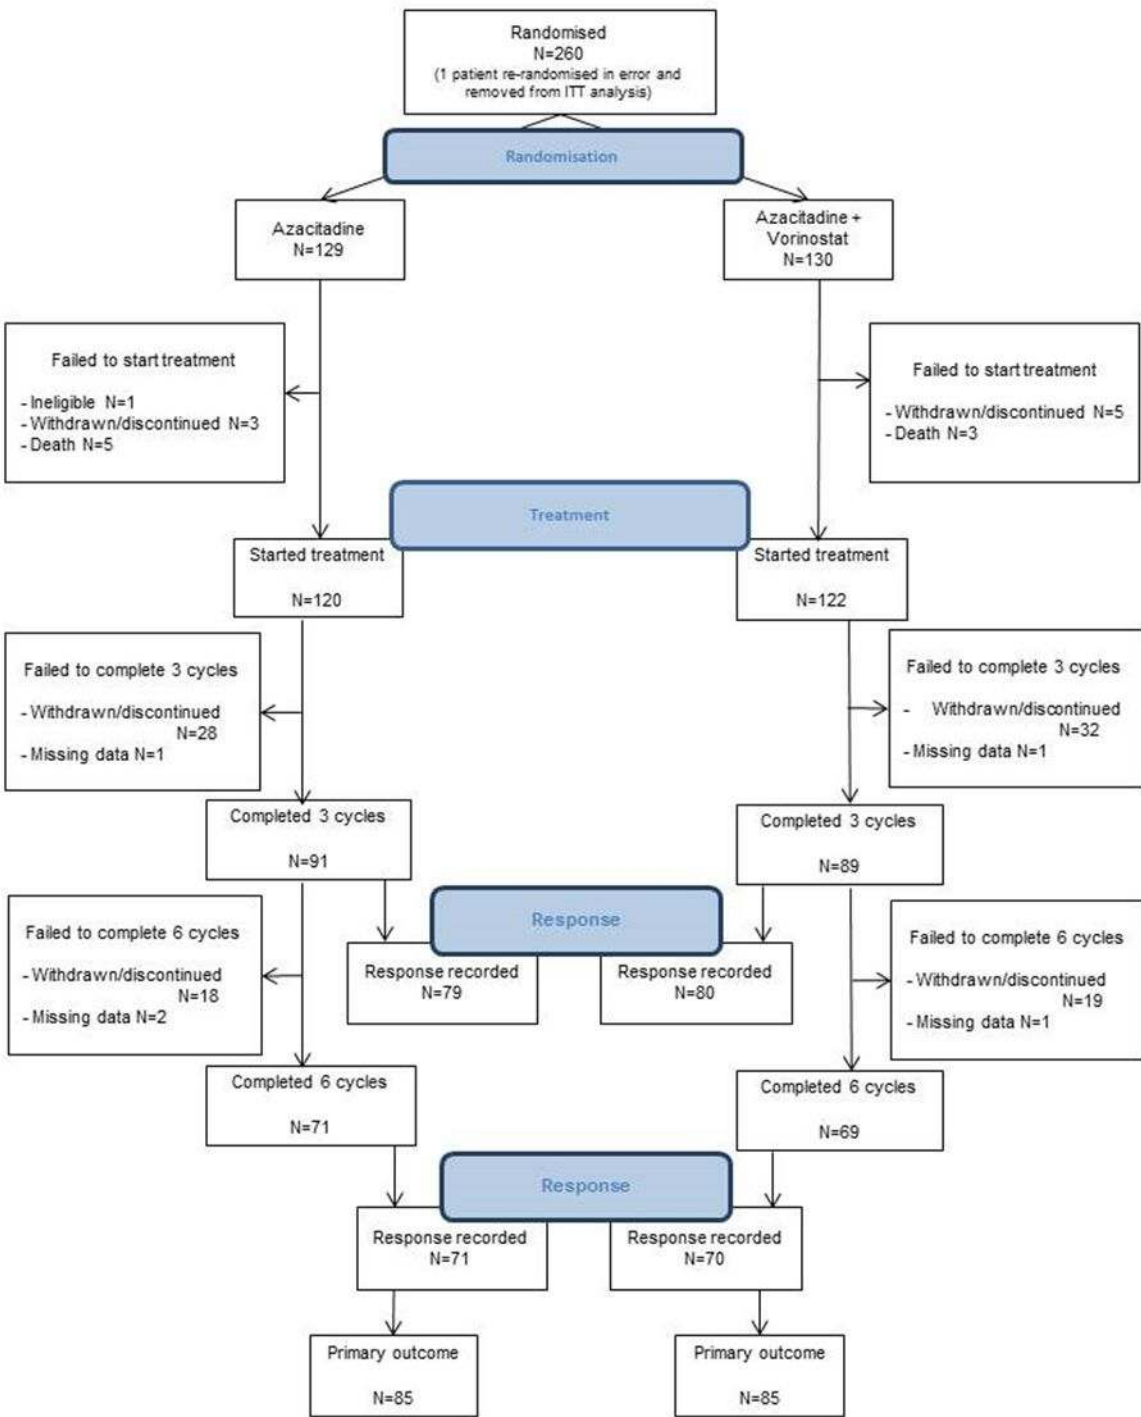 Randomised
N=260
(1 patient re-randomised in error and
removed from ITT analysis)
Randomisation
Azacitadine
N=129
Azacitadine +
Vorinostat
N=130
Failed to start treatment
- Ineligible N=1
- Withdrawn/discontinued N=3
- Death N=5
Failed to start treatment
- Withdrawn/discontinued N=5
- Death N=3
Treatment
Started treatment
N=120
Started treatment
N=122
Failed to complete 3 cycles
- Withdrawn/discontinued
N=28
- Missing data N=1
Failed to complete 3 cycles
- Withdrawn/discontinued
N=32
- Missing data N=1
Completed 3 cycles
N=91
Completed 3 cycles
N=89
Response
Response recorded
N=79
Response recorded
N=80
Failed to complete 6 cycles
- Withdrawn/discontinued
N=18
- Missing data N=2
Failed to complete 6 cycles
- Withdrawn/discontinued
N=19
- Missing data N=1
Completed 6 cycles
N=71
Completed 6 cycles
N=69
Response
Response recorded
N=71
Response recorded
N=70
Primary outcome
N=85
Primary outcome
N=85